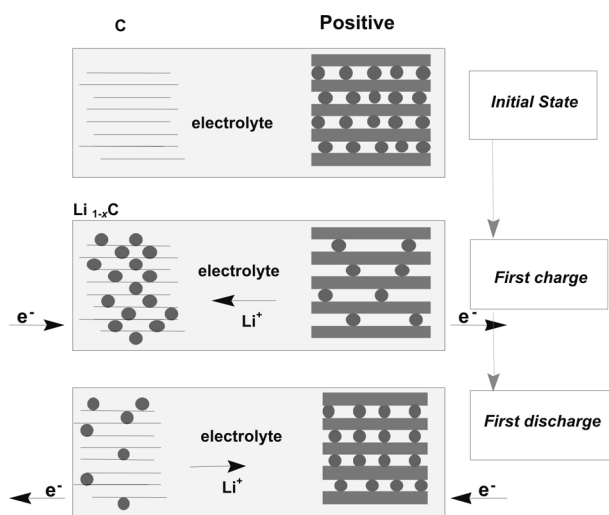 C
Positive
electrolyte
Initial State
Li 1-xC
electrolyte
Li+
First charge
e-
e-
electrolyte
Li+
First discharge
e-
e-